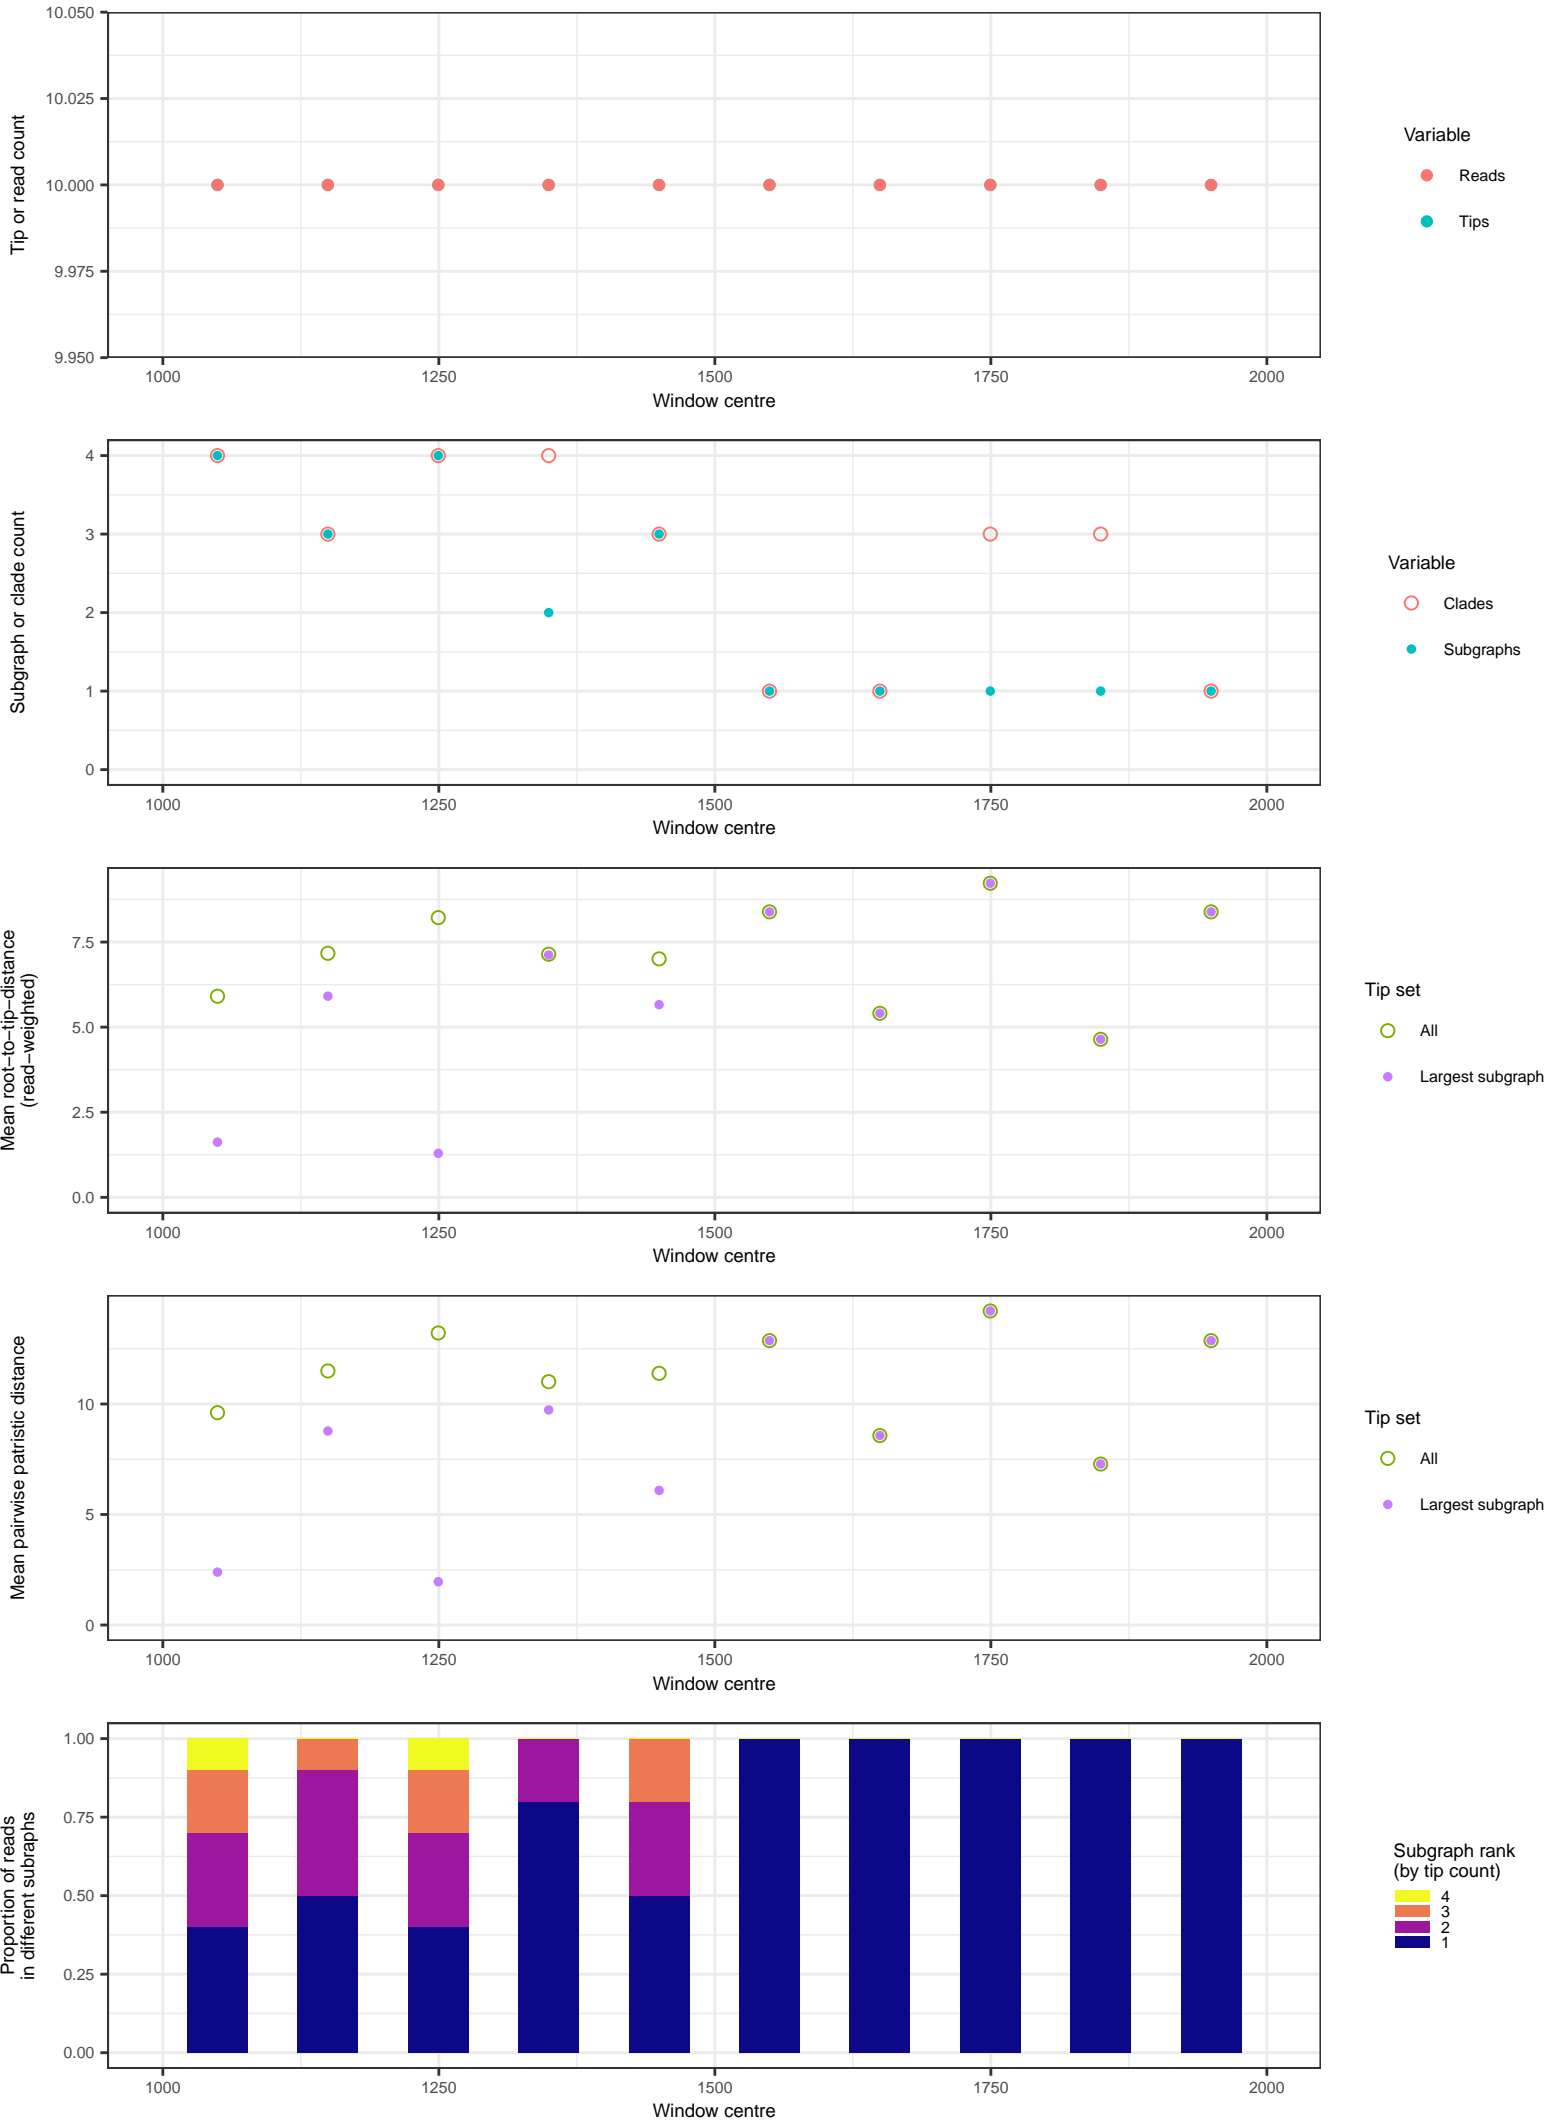 10.050
10.025
10.000
9.975
9.950
Tip or read count
1000 1250 1500 1750 2000
Window centre
Variable
Reads
Tips
4
3
2
1
0
Subgraph or clade count
1000 1250 1500 1750 2000
Window centre
Variable
Clades
Subgraphs
7.5
5.0
2.5
0.0
Mean root−to−tip−distance
(read−weighted)
1000 1250 1500 1750 2000
Window centre
Tip set
All
Largest subgraph
10
5
0
Mean pairwise patristic distance
1000 1250 1500 1750 2000
Window centre
Tip set
All
Largest subgraph
1.00
0.75
0.50
0.25
0.00
Proportion of reads
in different subraphs
1000 1250 1500 1750 2000
Window centre
Subgraph rank
(by tip count)
4
3
2
1